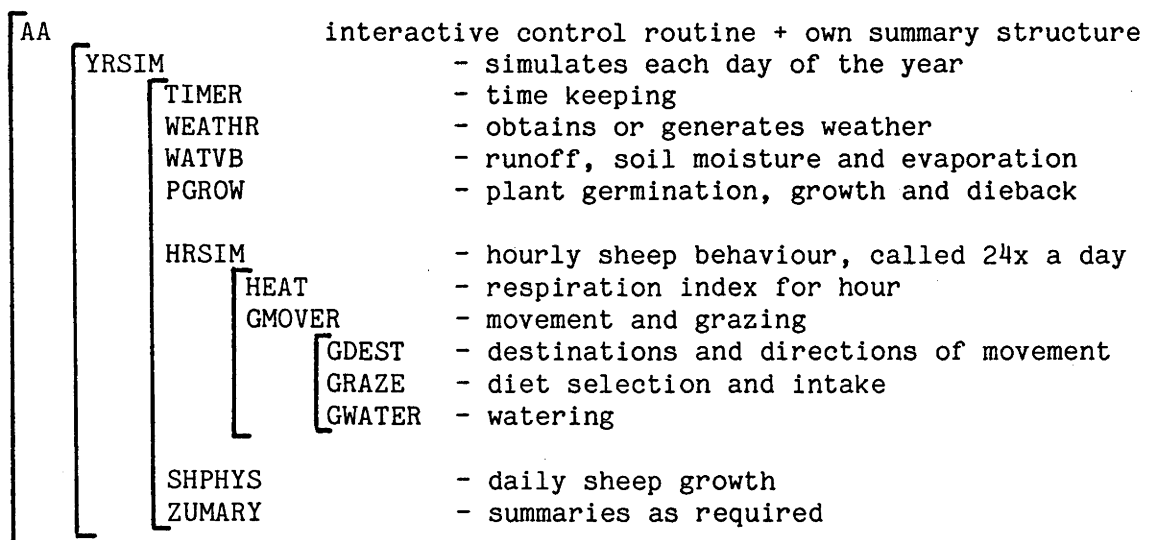 AA interactive control routine + own summary structure
YRSIM - simulates each day of the year
TIMER - time keeping
WEATHR - obtains or generates weather
WATVB - runoff, soil moisture and evaporation
PGROW - plant germination, growth and dieback
HRSIM - hourly sheep behaviour, called 24x a day
HEAT - respiration index for hour
GMOVER - movement and grazing
GDEST - destinations and directions of movement
GRAZE - diet selection and intake
GWATER - watering
SHPHYS - daily sheep growth
ZUMARY - summaries as required